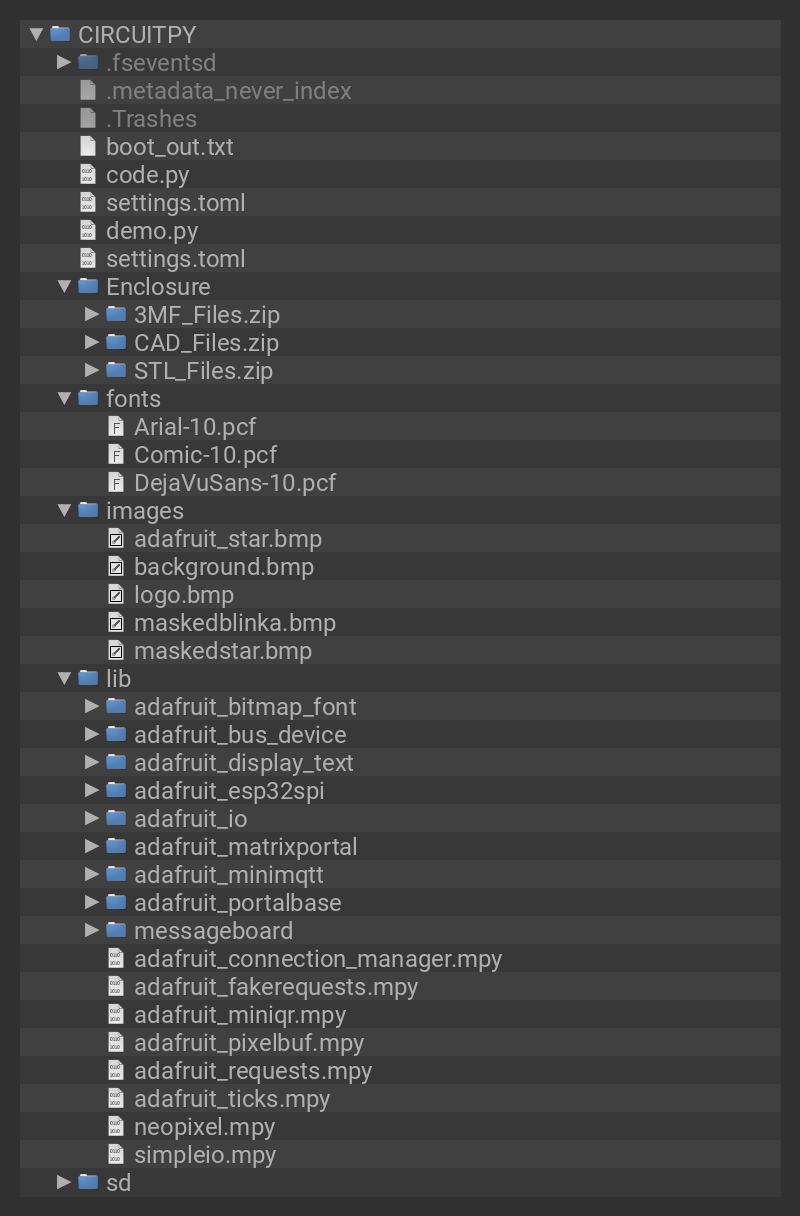 CIRCUITPY
.fseventsd
.metadata_never_index
.Trashes
boot_out.txt
code.py
settings.toml
demo.py
settings.toml
Enclosure
3MF_Files.zip
CAD_Files.zip
STL_Files.zip
fonts
Arial-10.pcf
Comic-10.pcf
DejaVuSans-10.pcf
images
adafruit_star.bmp
background.bmp
logo.bmp
maskedblinka.bmp
maskedstar.bmp
lib
adafruit_bitmap_font
adafruit_bus_device
adafruit_display_text
adafruit_esp32spi
adafruit_io
adafruit_matrixportal
adafruit_minimqtt
adafruit_portalbase
messageboard
adafruit_connection_manager.mpy
adafruit_fakerequests.mpy
adafruit_miniqr.mpy
adafruit_pixelbuf.mpy
adafruit_requests.mpy
adafruit_ticks.mpy
neopixel.mpy
simpleio.mpy
sd